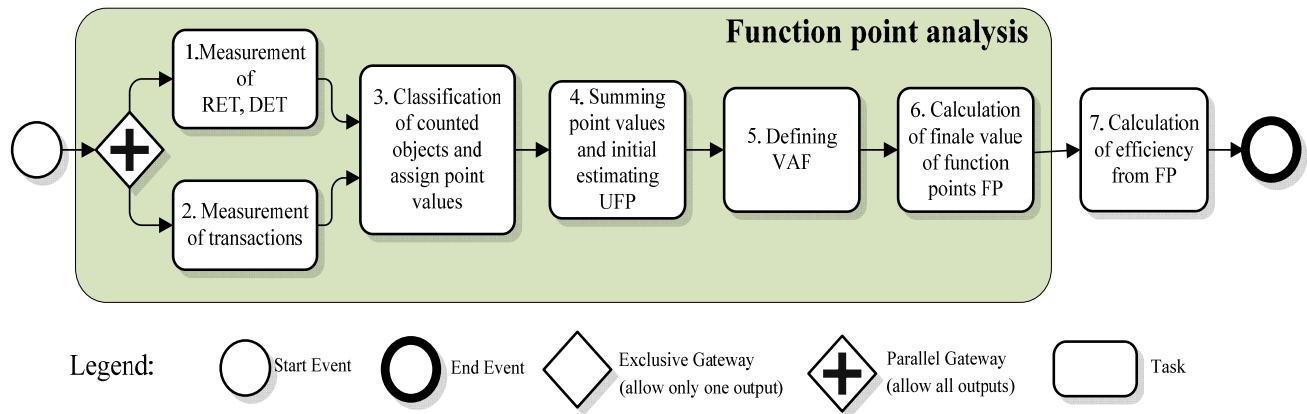 Function point analysis
1.Measurement
of
RET, DET
2. Measurement
of transactions
3. Classification
of counted
objects and
assign point
values
4. Summing
point values
and initial
estimating
UFP
5. Defining
VAF
6. Calculation
of finale value
of function
points FP
7. Calculation
of efficiency
from FP
Legend:
Start Event
End Event
Exclusive Gateway
(allow only one output)
Parallel Gateway
(allow all outputs)
Task